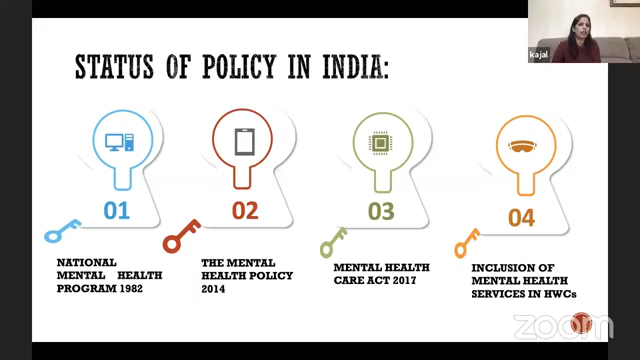 kajal
STATUS OF POLICY IN INDIA:
01
02
03
04
NATIONAL
MENTAL HEALTH
PROGRAM 1982
THE MENTAL
HEALTH POLICY
2014
MENTAL HEALTH
CARE ACT 2017
INCLUSION OF
MENTAL HEALTH
SERVICES IN HWCs
zoom